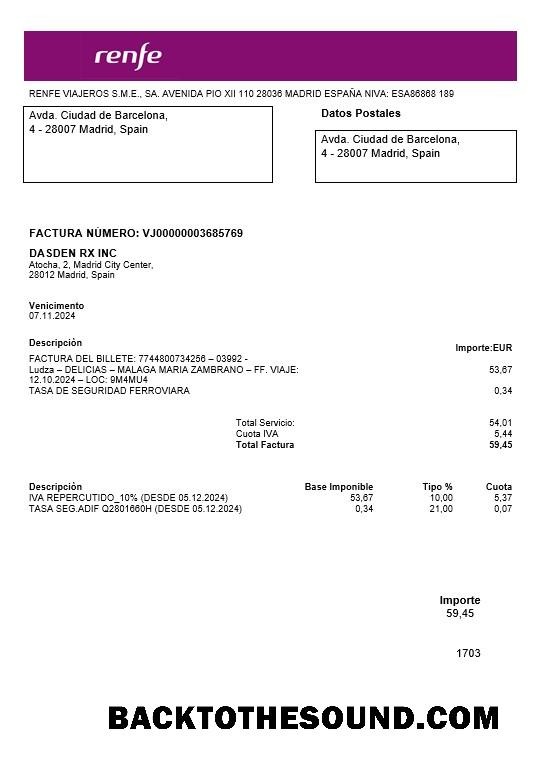 renfe
RENFE VIAJEROS S.M.E., SA. AVENIDA PIO XII 110 28036 MADRID ESPAÑA NIVA: ESA86868 189
Avda. Ciudad de Barcelona,
4 - 28007 Madrid, Spain
Datos Postales
Avda. Ciudad de Barcelona,
4 - 28007 Madrid, Spain
FACTURA NÚMERO: VJ00000003685769
DASDEN RX INC
Atocha, 2, Madrid City Center,
28012 Madrid, Spain
Venicimento
07.11.2024
Descripción
Importe:EUR
FACTURA DEL BILLETE: 7744800734256 – 03992 -
Ludza – DELICIAS – MALAGA MARIA ZAMBRANO – FF. VIAJE: 53,67
12.10.2024 – LOC: 9M4MU4
TASA DE SEGURIDAD FERROVIARA 0,34
Total Servicio: 54,01
Cuota IVA 5,44
Total Factura 59,45
Descripción Base Imponible Tipo % Cuota
IVA REPERCUTIDO_10% (DESDE 05.12.2024) 53,67 10,00 5,37
TASA SEG.ADIF Q2801660H (DESDE 05.12.2024) 0,34 21,00 0,07
Importe
59,45
1703
BACKTOTHESOUND.COM